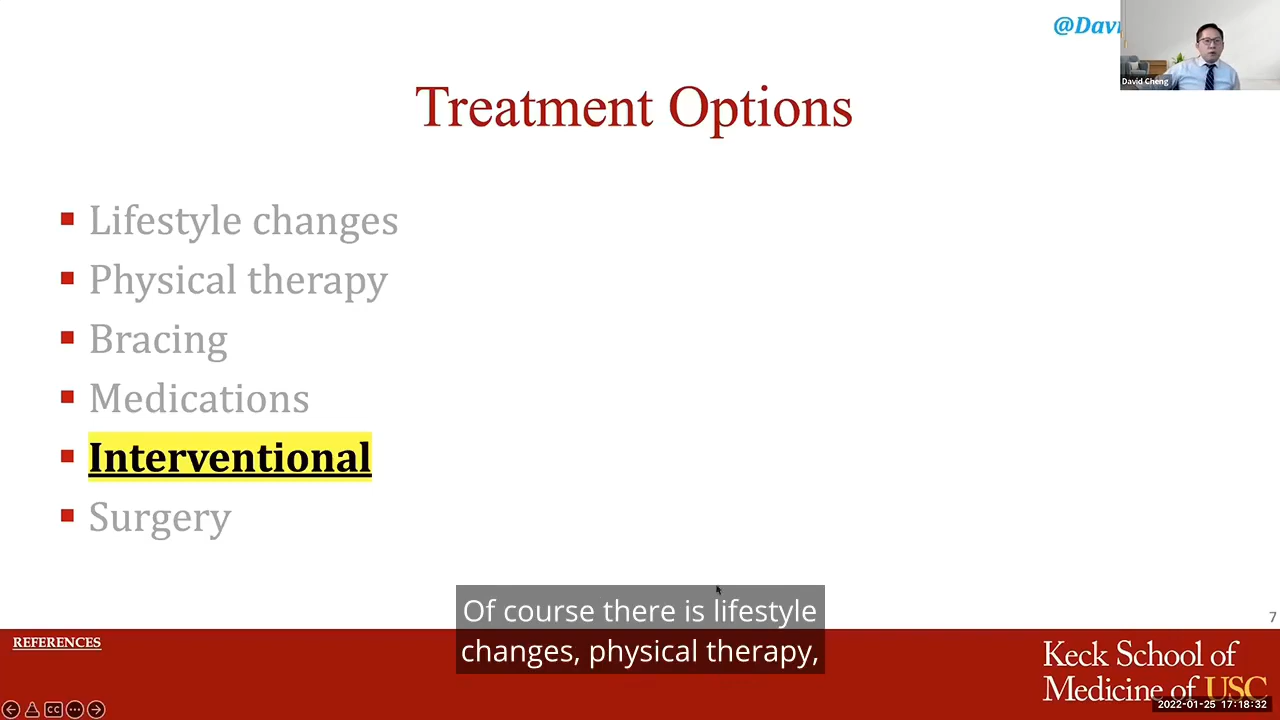 @Davi
David Cheng
Treatment Options
Lifestyle changes
Physical therapy
Bracing
Medications
Interventional
Surgery
Of course there is lifestyle
changes, physical therapy,
7
REFERENCES
Keck School of
Medicine of USC
CC
2022-01-25 17:18:32